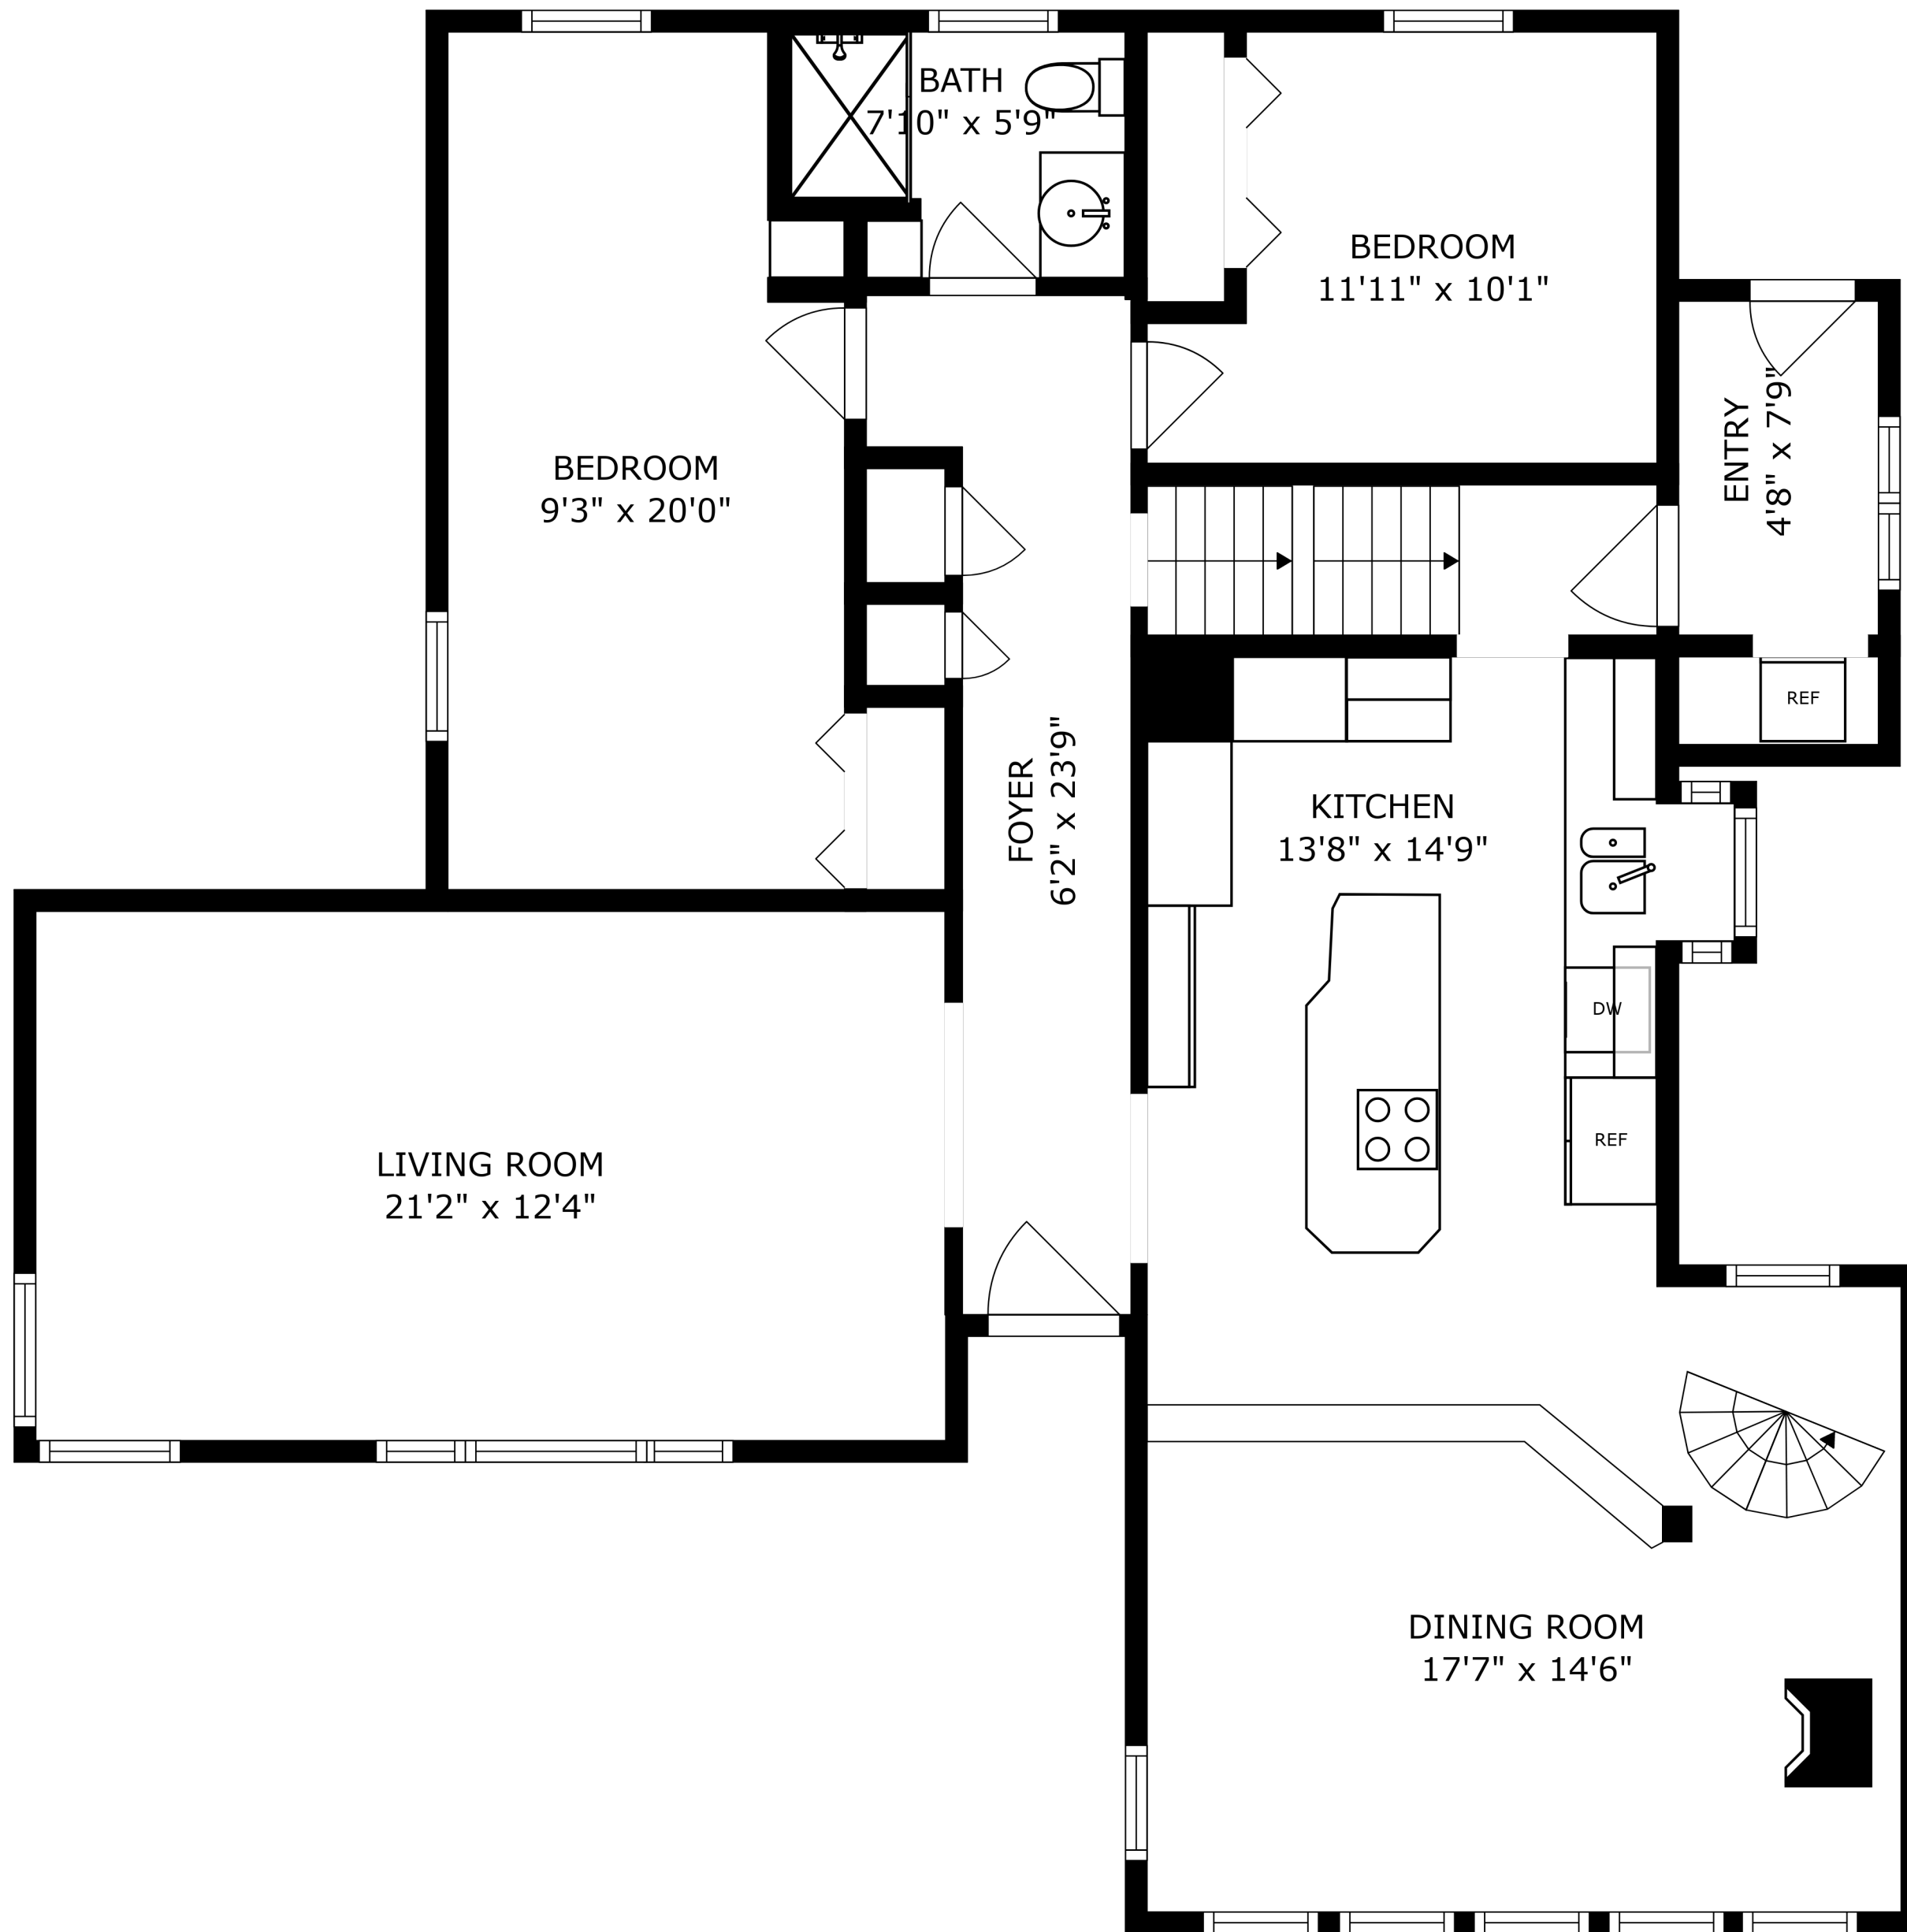 BATH
7'10" x 5'9"
BEDROOM
11'11" x 10'1"
ENTRY
4'8" x 7'9"
BEDROOM
9'3" x 20'0"
REF
FOYER
6'2" x 23'9"
KITCHEN
13'8" x 14'9"
DW
REF
LIVING ROOM
21'2" x 12'4"
DINING ROOM
17'7" x 14'6"